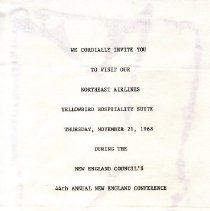 WE CORDIALLY INVITE YOU
TO VISIT OUR
NORTHEAST AIRLINES
YELLOWBIRD HOSPITALITY SUITE
THURSDAY, NOVEMBER 21, 1968
DURING THE
NEW ENGLAND COUNCIL'S
44th ANNUAL NEW ENGLAND CONFERENCE